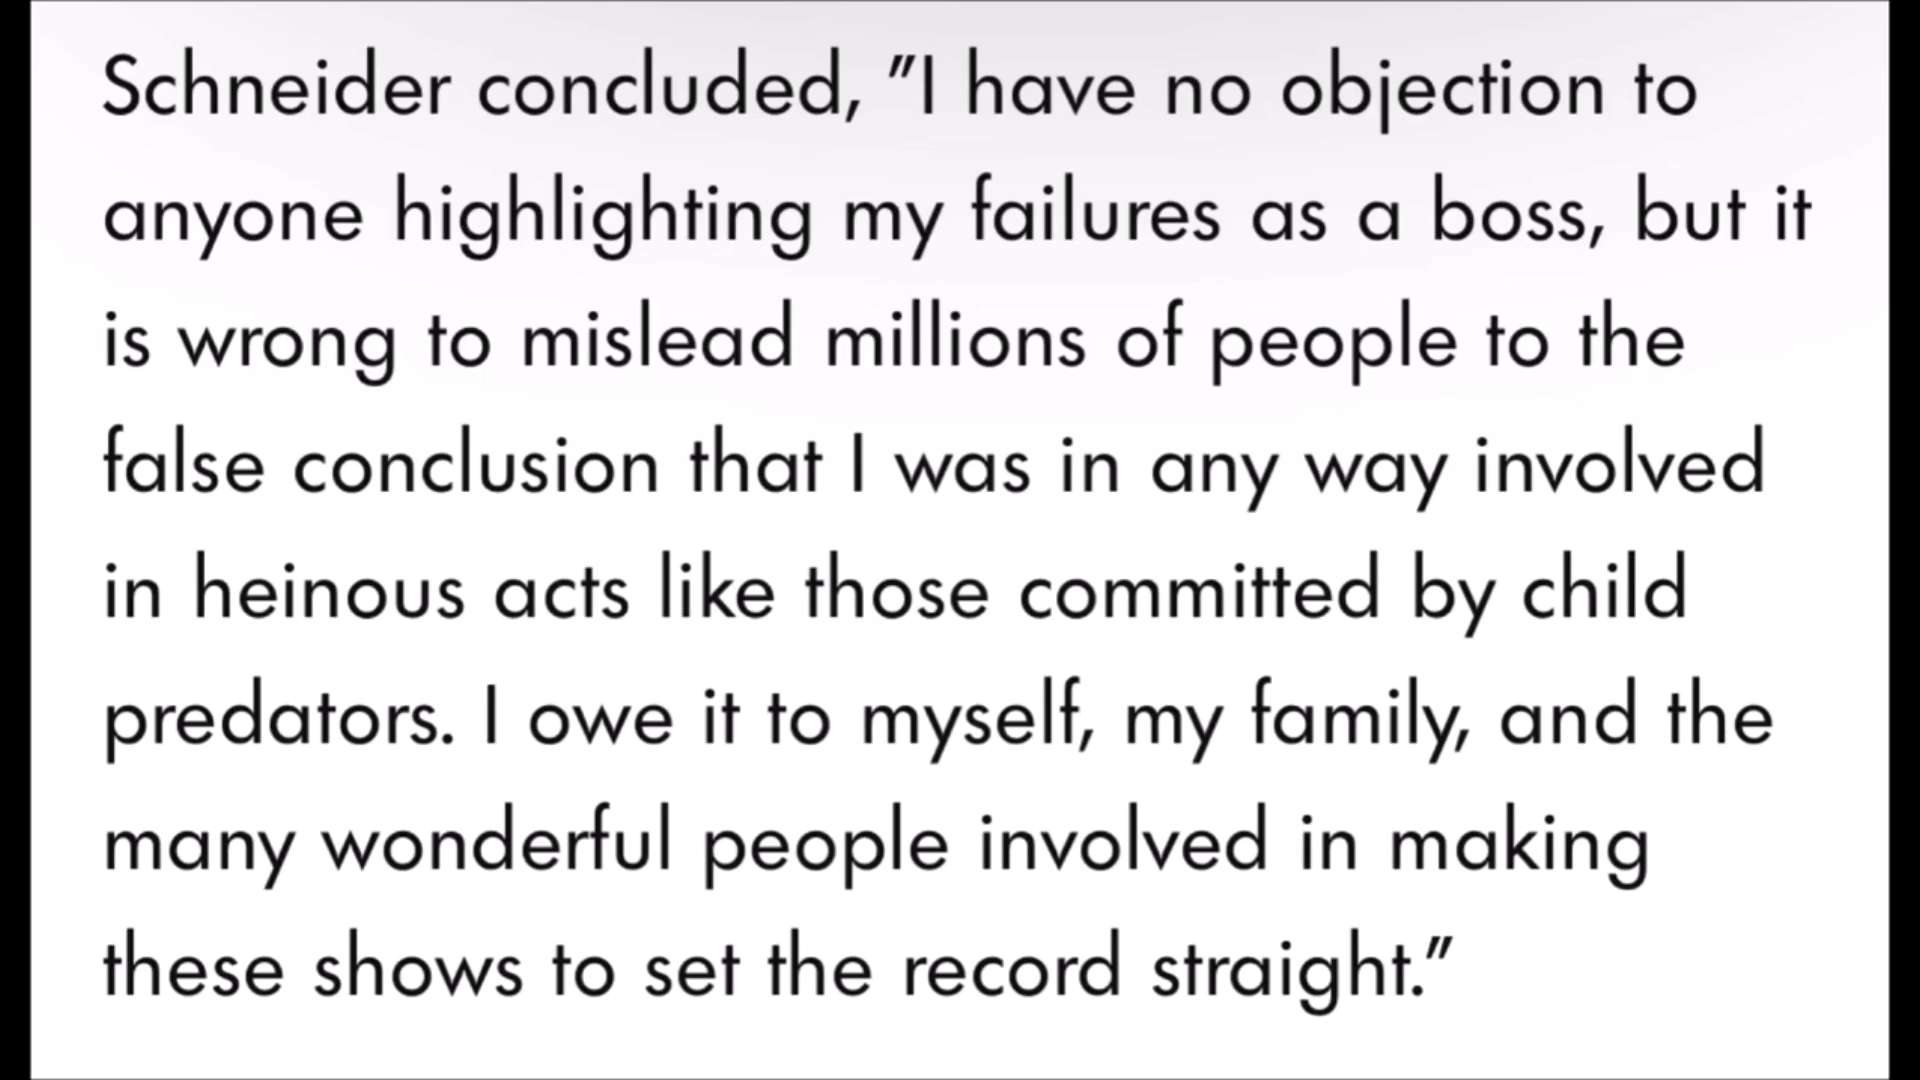 Schneider concluded, "I have no objection to
anyone highlighting my failures as a boss, but it
is wrong to mislead millions of people to the
false conclusion that I was in any way involved
in heinous acts like those committed by child
predators. I owe it to myself, my family, and the
many wonderful people involved in making
these shows to set the record straight."